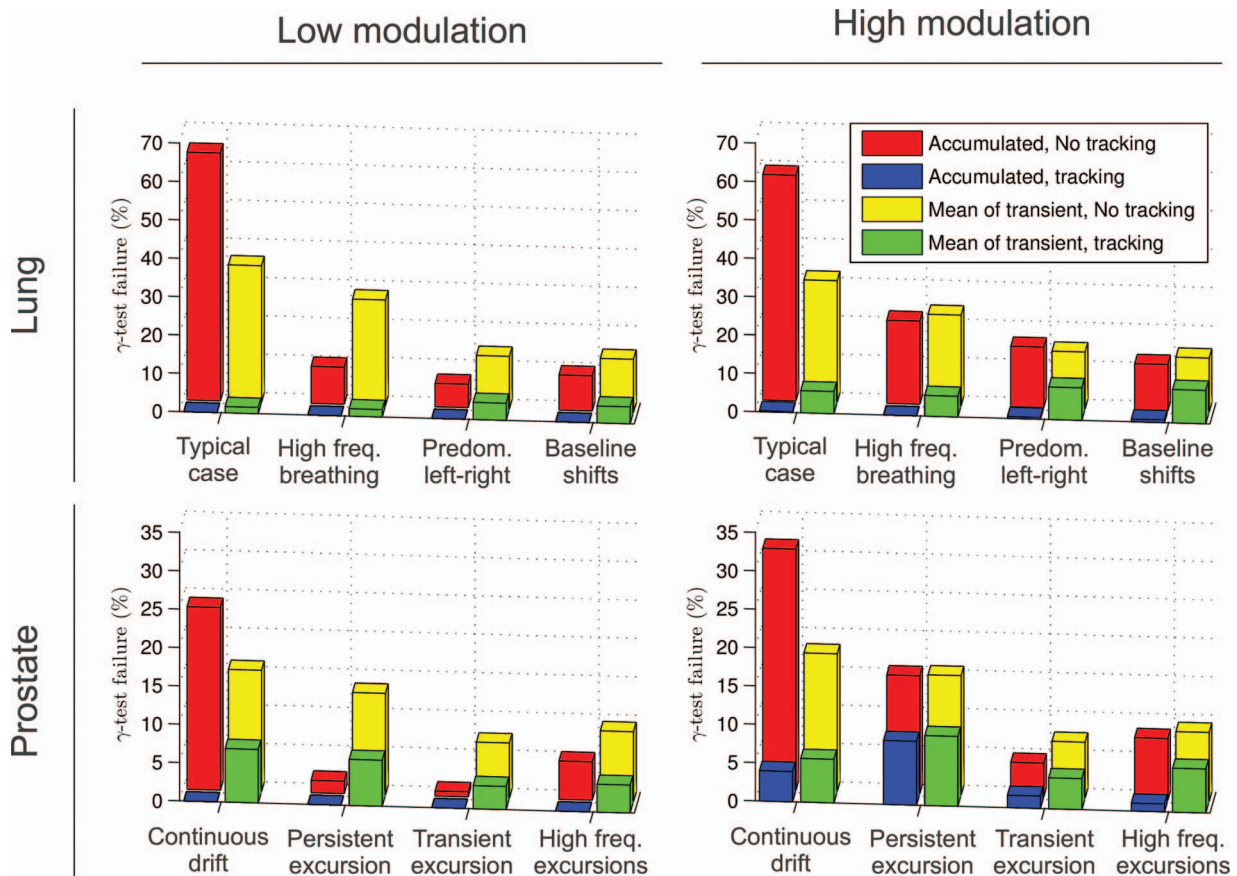 Low modulation
High modulation
Lung
Prostate
γ-test failure (%)
70
60
50
40
30
20
10
0
Typical
case
High freq.
breathing
Predom.
left-right
Baseline
shifts
γ-test failure (%)
70
60
50
40
30
20
10
0
Accumulated, No tracking
Accumulated, tracking
Mean of transient, No tracking
Mean of transient, tracking
Typical
case
High freq.
breathing
Predom.
left-right
Baseline
shifts
γ-test failure (%)
35
30
25
20
15
10
5
0
Continuous
drift
Persistent
excursion
Transient
excursion
High freq.
excursions
γ-test failure (%)
35
30
25
20
15
10
5
0
Continuous
drift
Persistent
excursion
Transient
excursion
High freq.
excursions